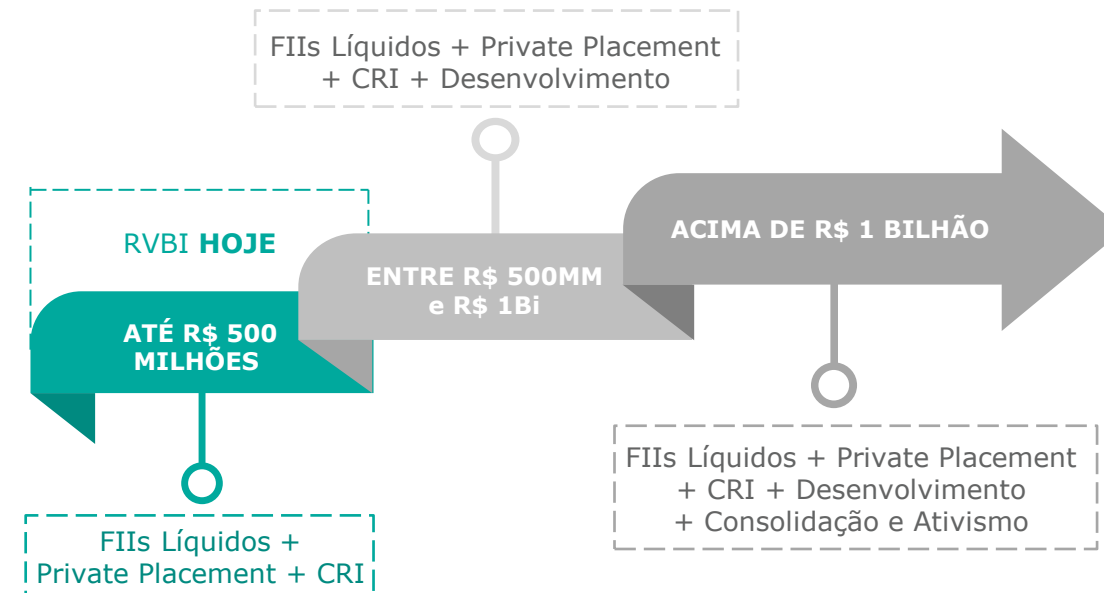 FIIs Líquidos + Private Placement
+ CRI + Desenvolvimento
RVBI HOJE
ATÉ R$ 500
MILHÕES
ENTRE R$ 500MM
e R$ 1Bi
ACIMA DE R$ 1 BILHÃO
FIIs Líquidos +
Private Placement + CRI
FIIs Líquidos + Private Placement
+ CRI + Desenvolvimento
+ Consolidação e Ativismo